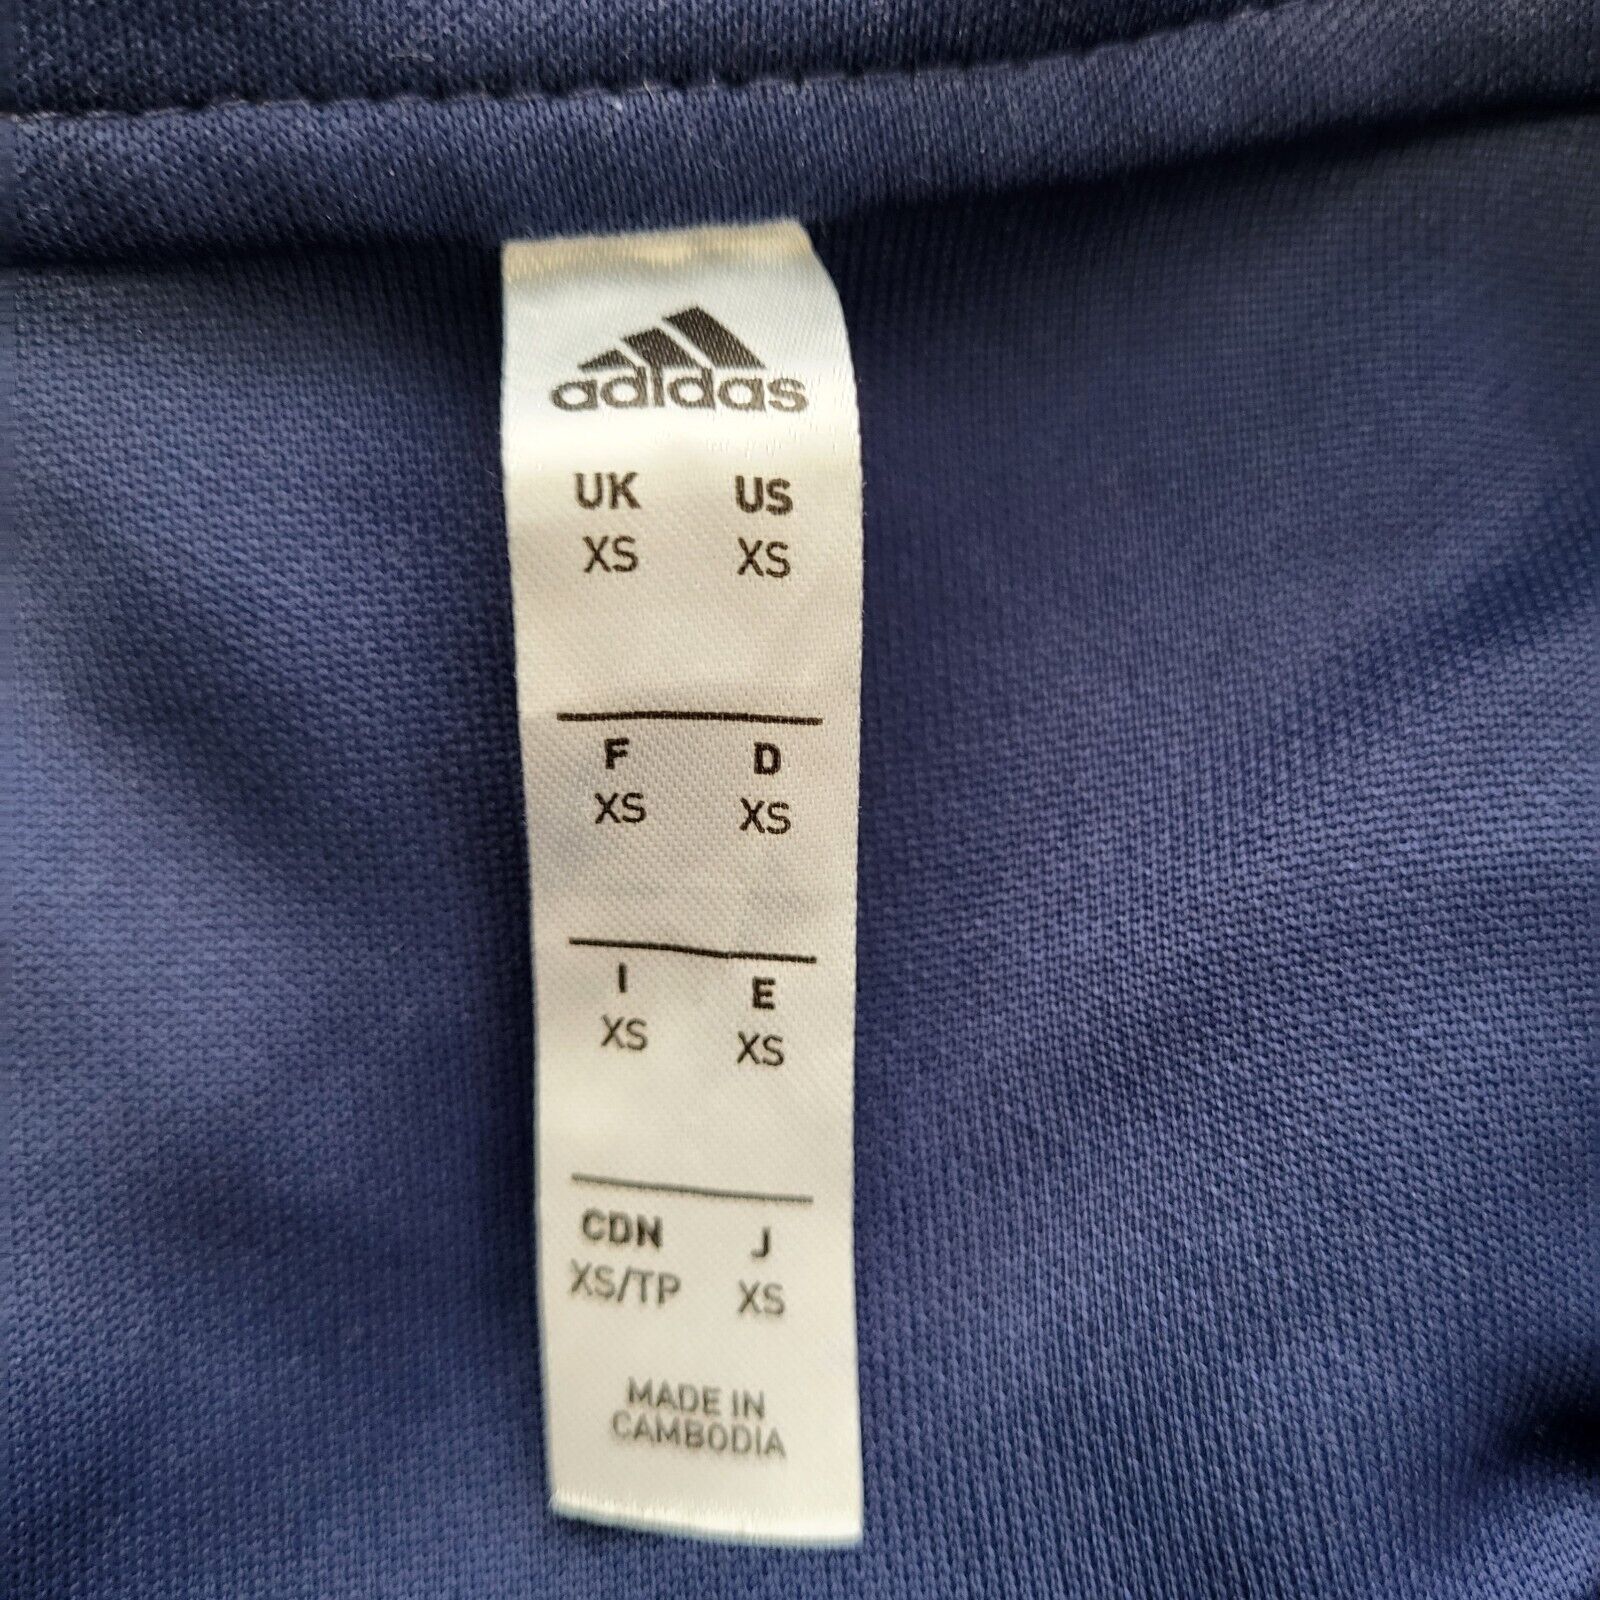 adidas
UK US
XS XS
F D
XS XS
I E
XS XS
CDN J
XS/TP XS
MADE IN
CAMBODIA